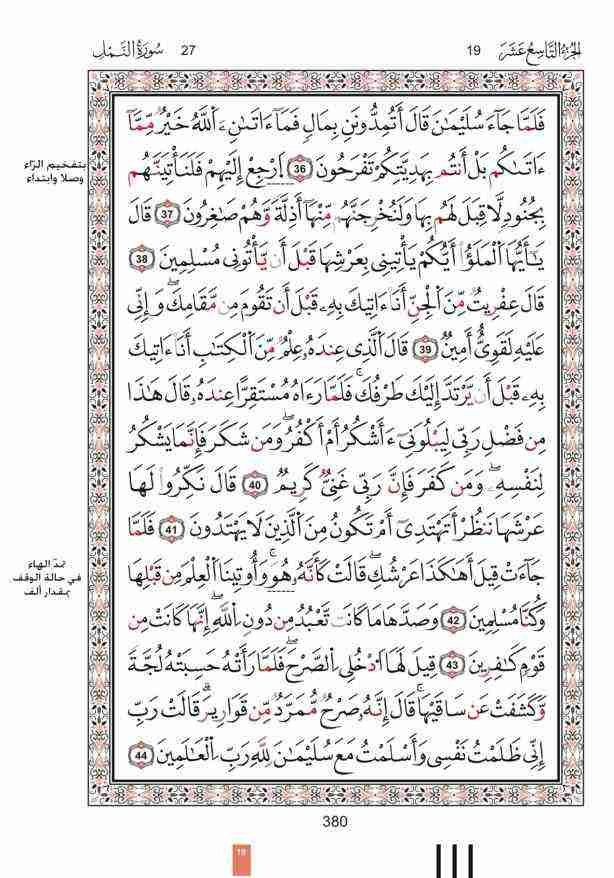 الجزء التاسع عشر 19 27 سورة النمل
فَلَمَّا جَآءَ سُلَيْمَـٰنَ قَالَ أَتُمِدُّونَنِ بِمَالٍ فَمَآ ءَاتَىٰنِۦَ ٱللَّهُ خَيْرٌ مِّمَّآ
ءَاتَىٰكُم بَلْ أَنتُم بِهَدِيَّتِكُمْ تَفْرَحُونَ 36 ٱرْجِعْ إِلَيْهِمْ فَلَنَأْتِيَنَّهُم
بِجُنُودٍ لَّا قِبَلَ لَهُم بِهَا وَلَنُخْرِجَنَّهُم مِّنْهَآ أَذِلَّةً وَهُمْ صَـٰغِرُونَ 37 قَالَ
يَـٰٓأَيُّهَا ٱلْمَلَؤُا۟ أَيُّكُمْ يَأْتِينِى بِعَرْشِهَا قَبْلَ أَن يَأْتُونِى مُسْلِمِينَ 38
قَالَ عِفْرِيتٌ مِّنَ ٱلْجِنِّ أَنَا۠ ءَاتِيكَ بِهِۦ قَبْلَ أَن تَقُومَ مِن مَّقَامِكَ ۖ وَإِنِّى
عَلَيْهِ لَقَوِىٌّ أَمِينٌ 39 قَالَ ٱلَّذِى عِندَهُۥ عِلْمٌ مِّنَ ٱلْكِتَـٰبِ أَنَا۠ ءَاتِيكَ
بِهِۦ قَبْلَ أَن يَرْتَدَّ إِلَيْكَ طَرْفُكَ ۚ فَلَمَّا رَءَاهُ مُسْتَقِرًّا عِندَهُۥ قَالَ هَـٰذَا
مِن فَضْلِ رَبِّى لِيَبْلُوَنِىٓ ءَأَشْكُرُ أَمْ أَكْفُرُ ۖ وَمَن شَكَرَ فَإِنَّمَا يَشْكُرُ
لِنَفْسِهِۦ ۖ وَمَن كَفَرَ فَإِنَّ رَبِّى غَنِىٌّ كَرِيمٌ 40 قَالَ نَكِّرُوا۟ لَهَا
عَرْشَهَا نَنظُرْ أَتَهْتَدِىٓ أَمْ تَكُونُ مِنَ ٱلَّذِينَ لَا يَهْتَدُونَ 41 فَلَمَّا
جَآءَتْ قِيلَ أَهَـٰكَذَا عَرْشُكِ ۖ قَالَتْ كَأَنَّهُۥ هُوَ ۚ وَأُوتِينَا ٱلْعِلْمَ مِن قَبْلِهَا
وَكُنَّا مُسْلِمِينَ 42 وَصَدَّهَا مَا كَانَت تَّعْبُدُ مِن دُونِ ٱللَّهِ ۖ إِنَّهَا كَانَتْ مِن
قَوْمٍ كَـٰفِرِينَ 43 قِيلَ لَهَا ٱدْخُلِى ٱلصَّرْحَ ۖ فَلَمَّا رَأَتْهُ حَسِبَتْهُ لُجَّةً
وَكَشَفَتْ عَن سَاقَيْهَا ۚ قَالَ إِنَّهُۥ صَرْحٌ مُّمَرَّدٌ مِّن قَوَارِيرَ ۗ قَالَتْ رَبِّ
إِنِّى ظَلَمْتُ نَفْسِى وَأَسْلَمْتُ مَعَ سُلَيْمَـٰنَ لِلَّهِ رَبِّ ٱلْعَـٰلَمِينَ 44
بتفخيم الرّاء
وصلا وابتداء
تمدّ الهاء
في حالة الوقف
بمقدار ألف
380
19